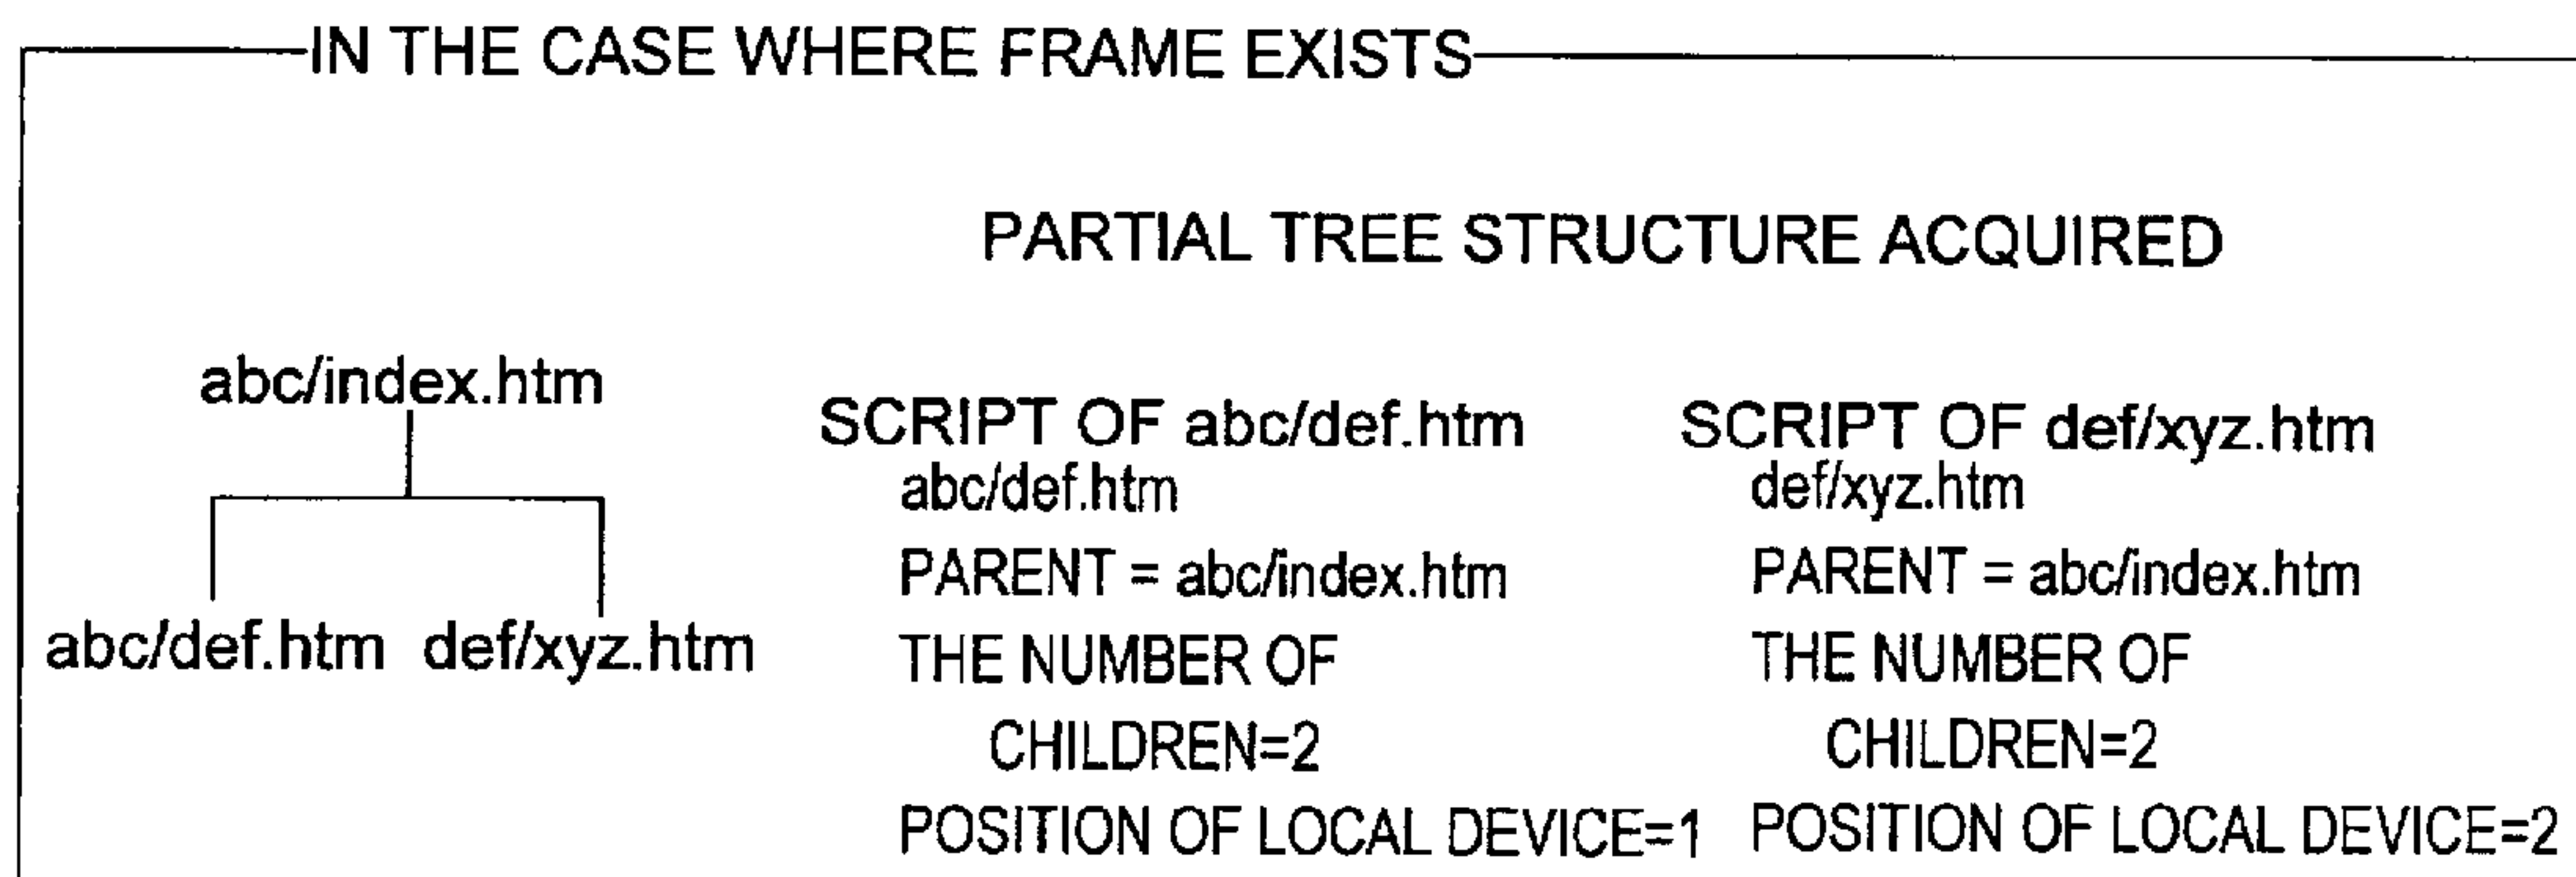 IN THE CASE WHERE FRAME EXISTS
PARTIAL TREE STRUCTURE ACQUIRED
abc/index.htm
abc/def.htm def/xyz.htm
SCRIPT OF abc/def.htm
abc/def.htm
PARENT = abc/index.htm
THE NUMBER OF
CHILDREN=2
POSITION OF LOCAL DEVICE=1
SCRIPT OF def/xyz.htm
def/xyz.htm
PARENT = abc/index.htm
THE NUMBER OF
CHILDREN=2
POSITION OF LOCAL DEVICE=2